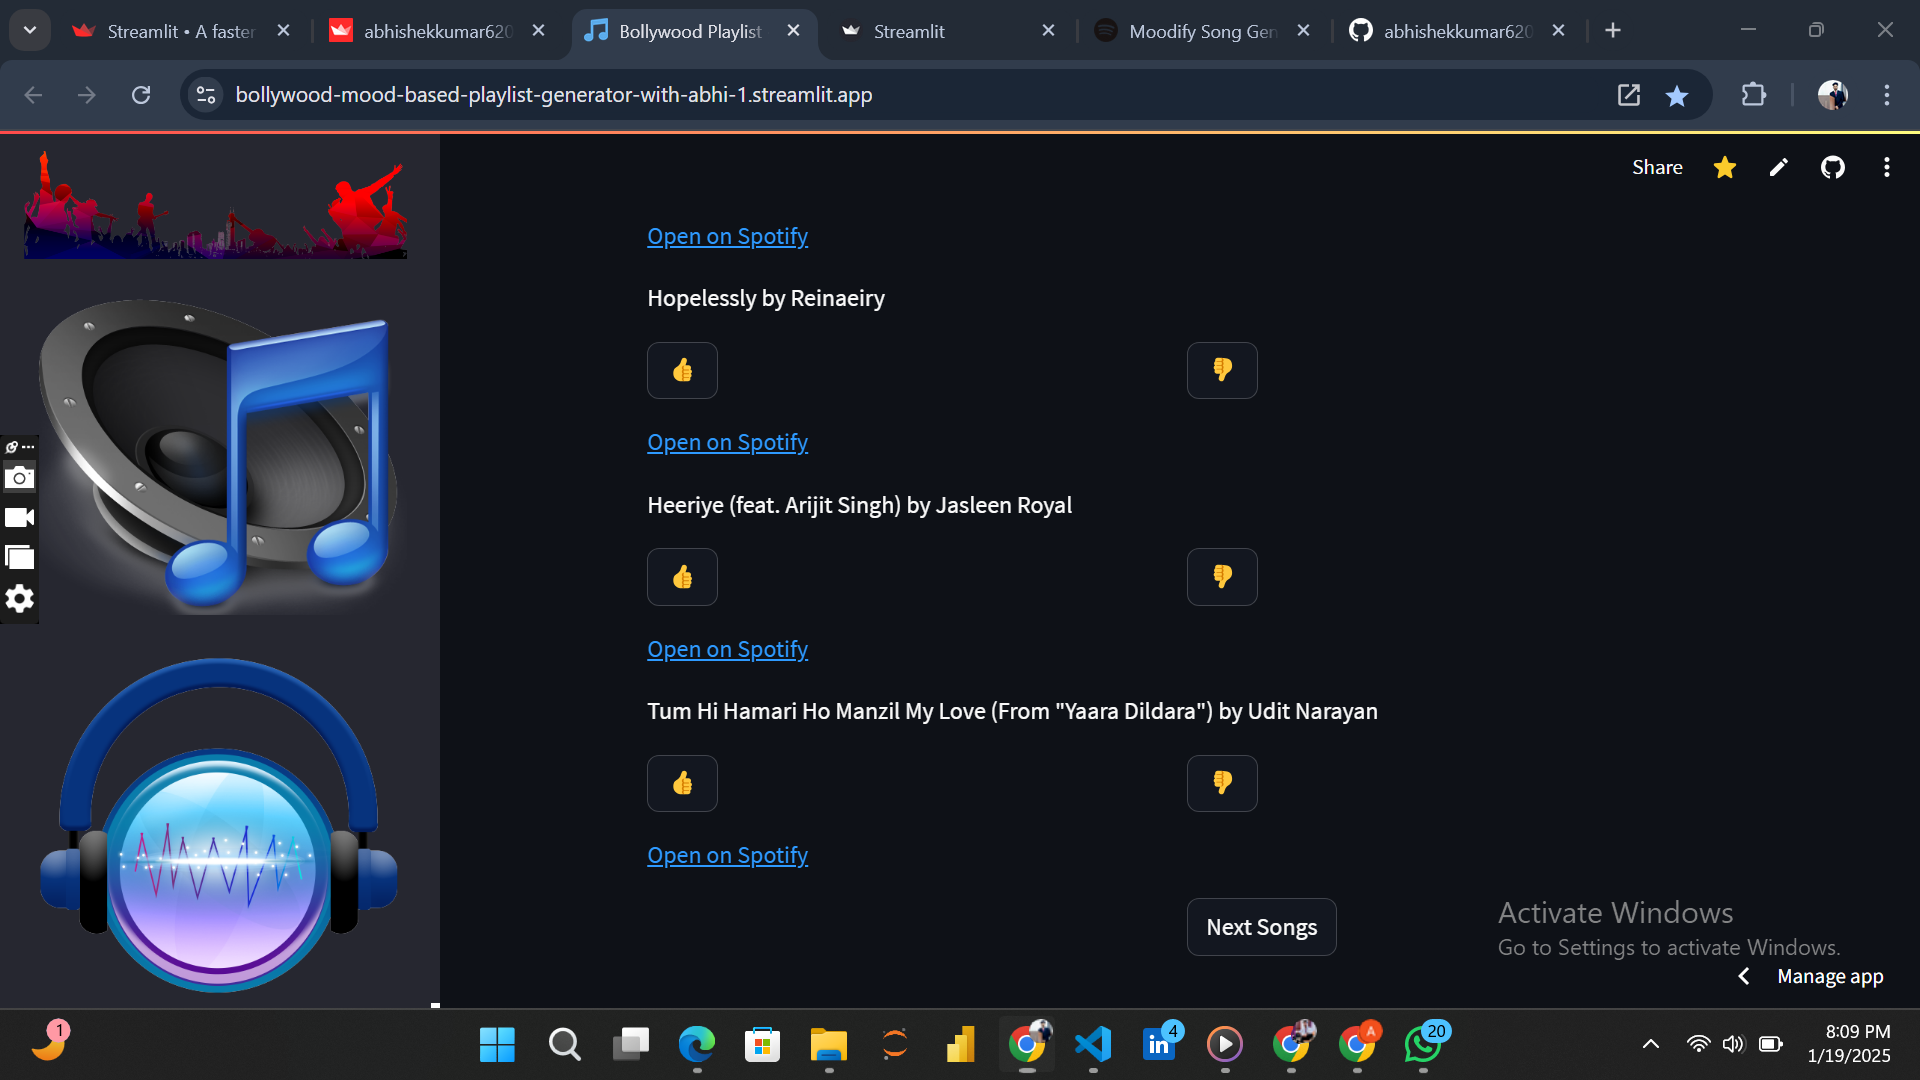 Streamlit • A faster
abhishekkumar620
Bollywood Playlist
Streamlit
Moodify Song Gen
abhishekkumar620
bollywood-mood-based-playlist-generator-with-abhi-1.streamlit.app
Share
Open on Spotify
Hopelessly by Reinaeiry
Open on Spotify
Heeriye (feat. Arijit Singh) by Jasleen Royal
Open on Spotify
Tum Hi Hamari Ho Manzil My Love (From "Yaara Dildara") by Udit Narayan
Open on Spotify
Next Songs
Activate Windows
Go to Settings to activate Windows.
Manage app
1
in
4
A
20
8:09 PM
1/19/2025